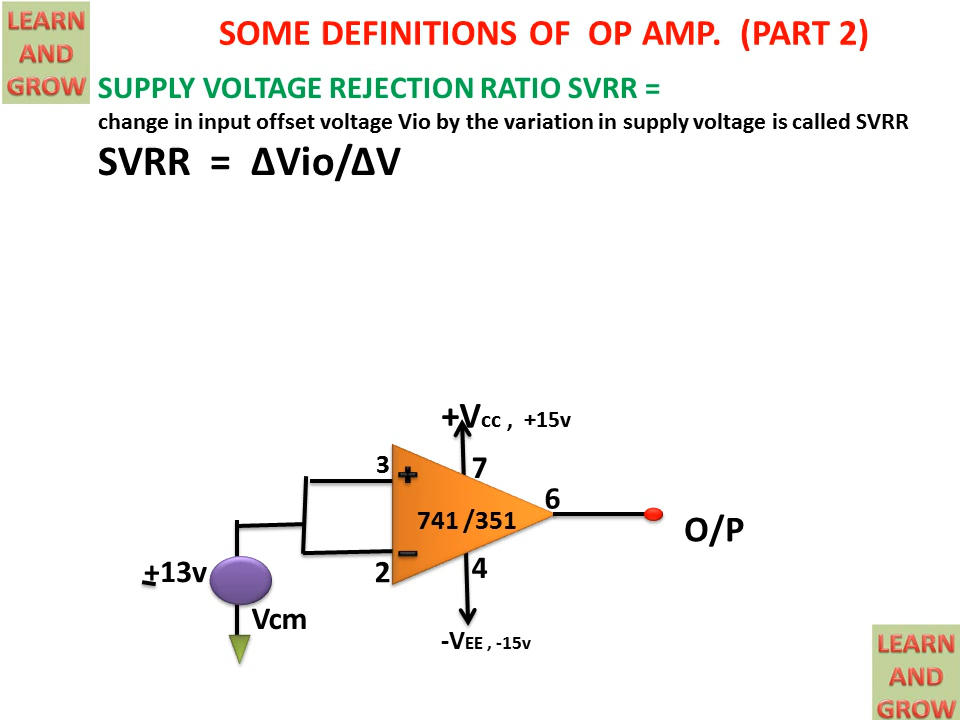 LEARN
AND
GROW
SOME DEFINITIONS OF OP AMP. (PART 2)
SUPPLY VOLTAGE REJECTION RATIO SVRR =
change in input offset voltage Vio by the variation in supply voltage is called SVRR
SVRR = ΔVio/ΔV
+Vcc , +15v
3
7
+
6
741 /351
O/P
−
2
4
±13v
Vcm
-VEE , -15v
LEARN
AND
GROW